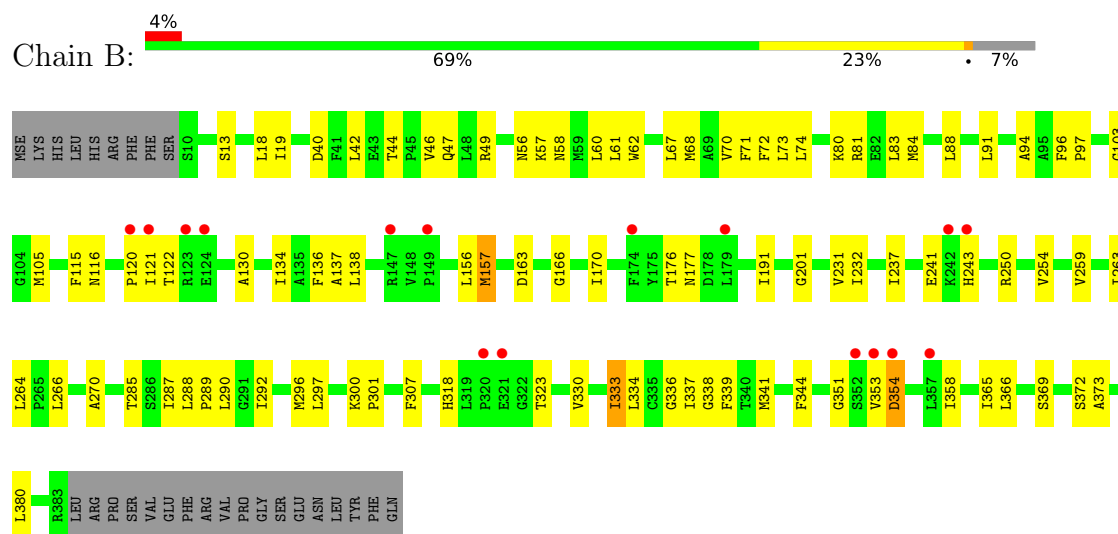 4%
Chain B:
69% 23% • 7%
MSE LYS HIS LEU HIS ARG PHE PHE SER S10 S13 L18 I19 D40 F41 L42 E43 T44 P45 V46 Q47 L48 R49 N56 K57 N58 M59 L60 L61 W62 L67 M68 A69 V70 F71 F72 L73 L74 K80 R81 E82 L83 M84 L88 L91 A94 A95 F96 P97
G104 M105 F115 N116 P120 I121 T122 R123 E124 A130 I134 A135 F136 A137 L138 R147 V148 P149 L156 M157 D163 G166 I170 F174 Y175 T176 N177 D178 L179 I191 G201 V231 I232 I237 E241 K242 H243 R250 V254 V259
L264 P265 L266 A270 T285 S286 I287 L288 P289 L290 G291 I292 M296 L297 K300 P301 F307 H318 L319 P320 E321 G322 T323 V330 I333 L334 C335 G336 I337 G338 F339 T340 M341 F344 G351 S352 V353 D354 L357 I358 I365 L366 S369 S372 A373
L380 R383 LEU ARG PRO SER VAL GLU PHE ARG VAL PRO GLY SER GLU ASN LEU TYR PHE GLN